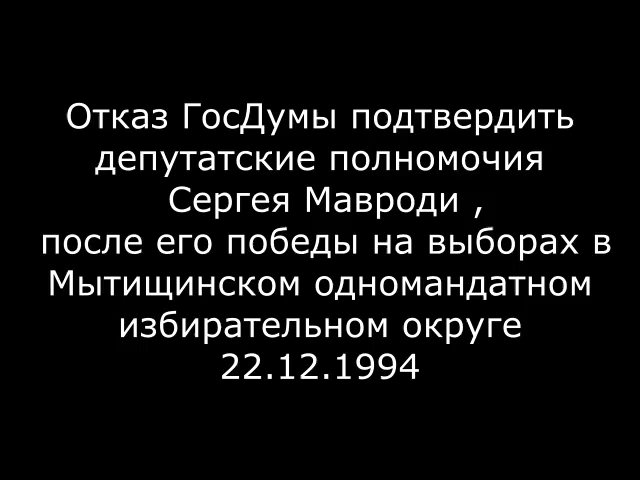 Отказ ГосДумы подтвердить
депутатские полномочия
Сергея Мавроди ,
после его победы на выборах в
Мытищинском одномандатном
избирательном округе
22.12.1994